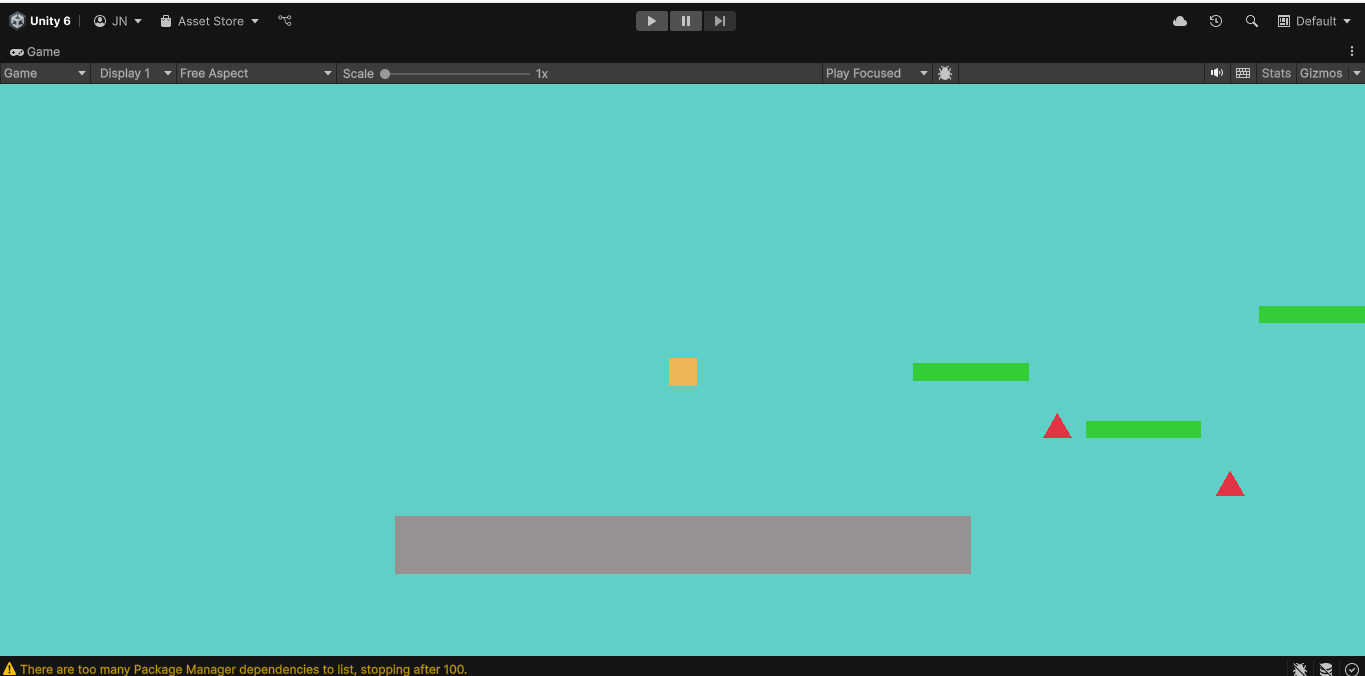 Unity 6 JN Asset Store Default
Game
Game Display 1 Free Aspect Scale 1x Play Focused Stats Gizmos
There are too many Package Manager dependencies to list, stopping after 100.